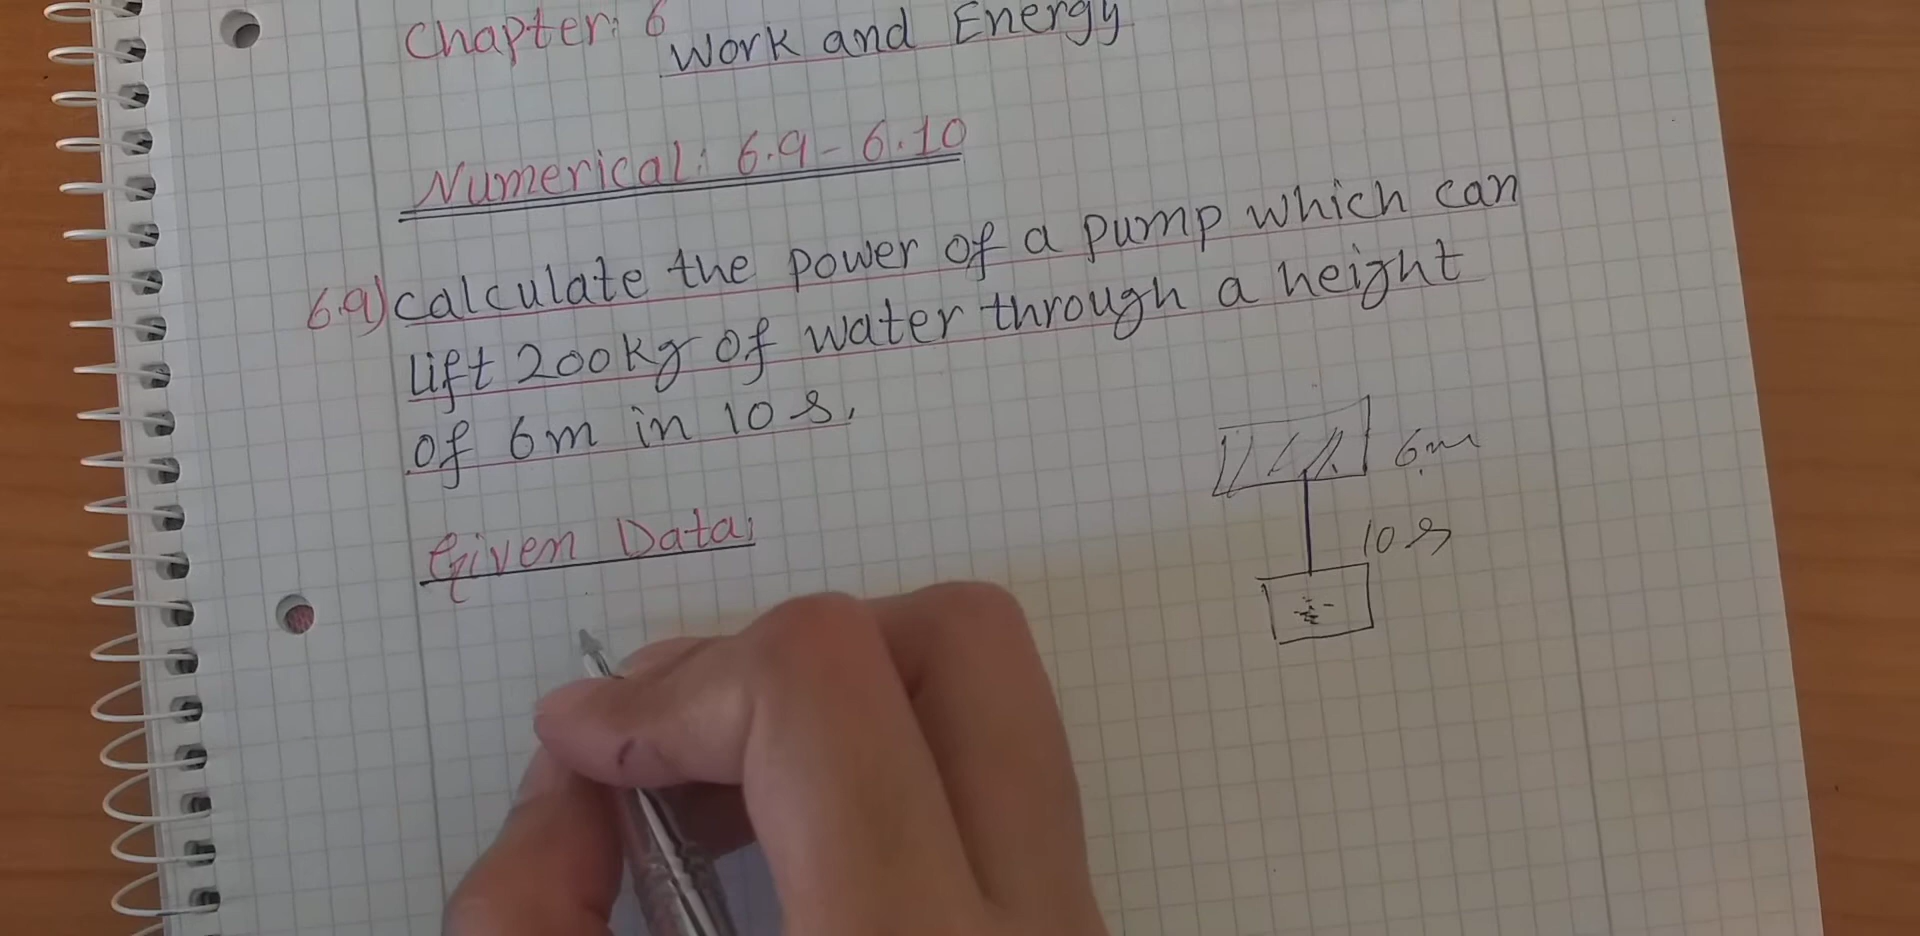 Chapter: 6
Work and Energy
Numerical: 6.9 - 6.10
6.9) Calculate the power of a pump which can
lift 200kg of water through a height
of 6m in 10 s.
Given Data:
6m
10 s